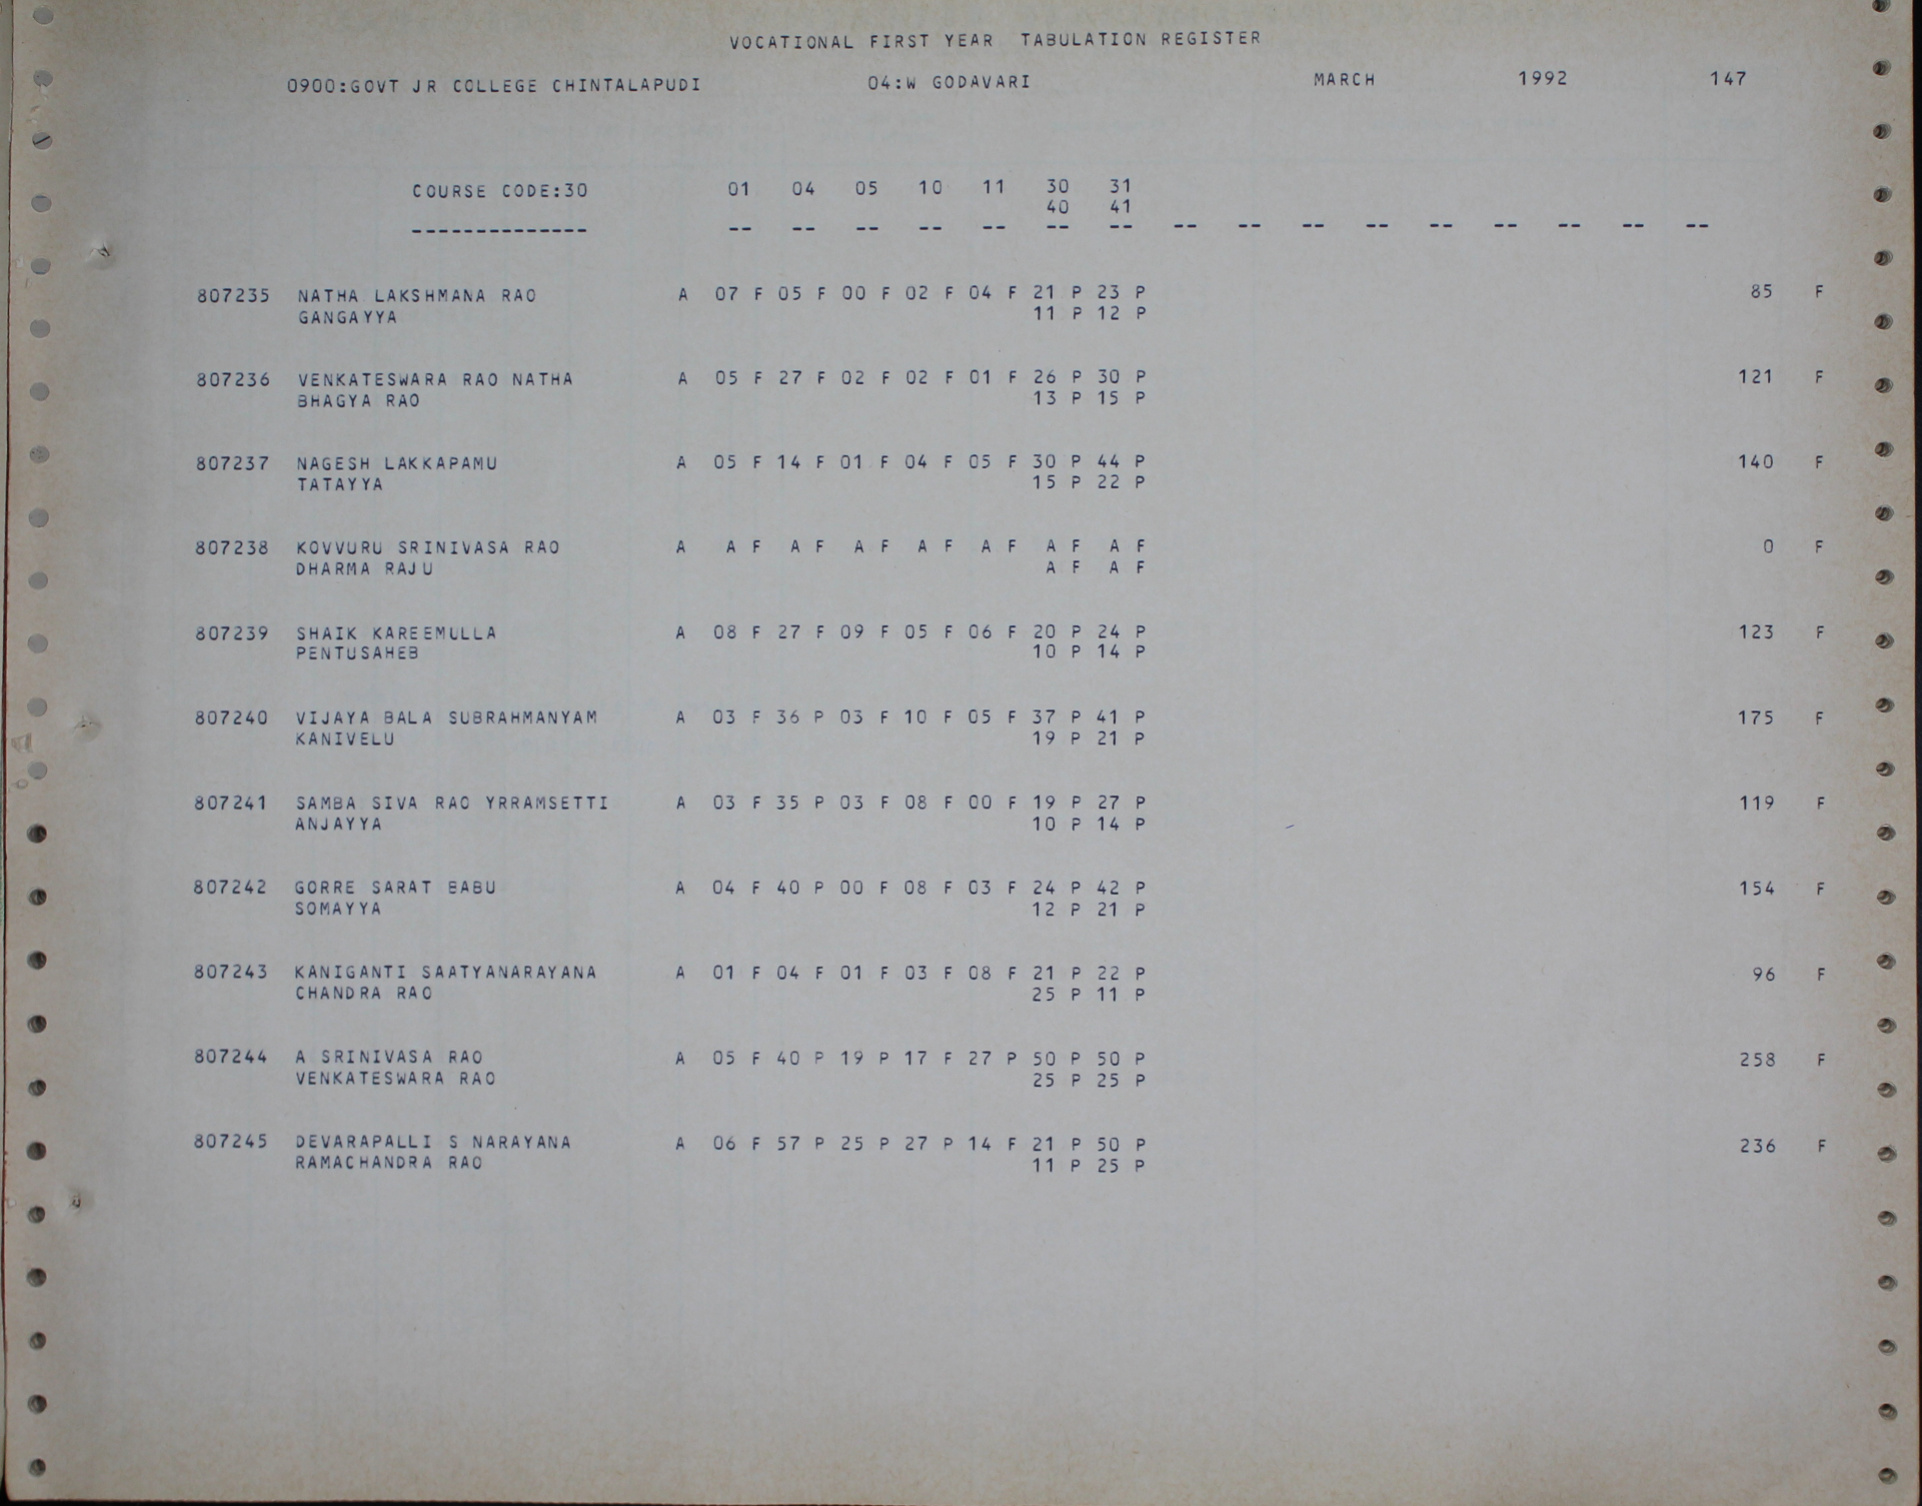 VOCATIONAL FIRST YEAR TABULATION REGISTER
0900:GOVT JR COLLEGE CHINTALAPUDI 04:W GODAVARI MARCH 1992 147
COURSE CODE:30 01 04 05 10 11 30 31
40 41
-------------- -- -- -- -- -- -- -- -- -- -- -- -- -- -- -- --
807235 NATHA LAKSHMANA RAO A 07 F 05 F 00 F 02 F 04 F 21 P 23 P 85 F
GANGAYYA 11 P 12 P
807236 VENKATESWARA RAO NATHA A 05 F 27 F 02 F 02 F 01 F 26 P 30 P 121 F
BHAGYA RAO 13 P 15 P
807237 NAGESH LAKKAPAMU A 05 F 14 F 01 F 04 F 05 F 30 P 44 P 140 F
TATAYYA 15 P 22 P
807238 KOVVURU SRINIVASA RAO A A F A F A F A F A F A F A F 0 F
DHARMA RAJU A F A F
807239 SHAIK KAREEMULLA A 08 F 27 F 09 F 05 F 06 F 20 P 24 P 123 F
PENTUSAHEB 10 P 14 P
807240 VIJAYA BALA SUBRAHMANYAM A 03 F 36 P 03 F 10 F 05 F 37 P 41 P 175 F
KANIVELU 19 P 21 P
807241 SAMBA SIVA RAO YRRAMSETTI A 03 F 35 P 03 F 08 F 00 F 19 P 27 P 119 F
ANJAYYA 10 P 14 P
807242 GORRE SARAT BABU A 04 F 40 P 00 F 08 F 03 F 24 P 42 P 154 F
SOMAYYA 12 P 21 P
807243 KANIGANTI SAATYANARAYANA A 01 F 04 F 01 F 03 F 08 F 21 P 22 P 96 F
CHANDRA RAO 25 P 11 P
807244 A SRINIVASA RAO A 05 F 40 P 19 P 17 F 27 P 50 P 50 P 258 F
VENKATESWARA RAO 25 P 25 P
807245 DEVARAPALLI S NARAYANA A 06 F 57 P 25 P 27 P 14 F 21 P 50 P 236 F
RAMACHANDRA RAO 11 P 25 P